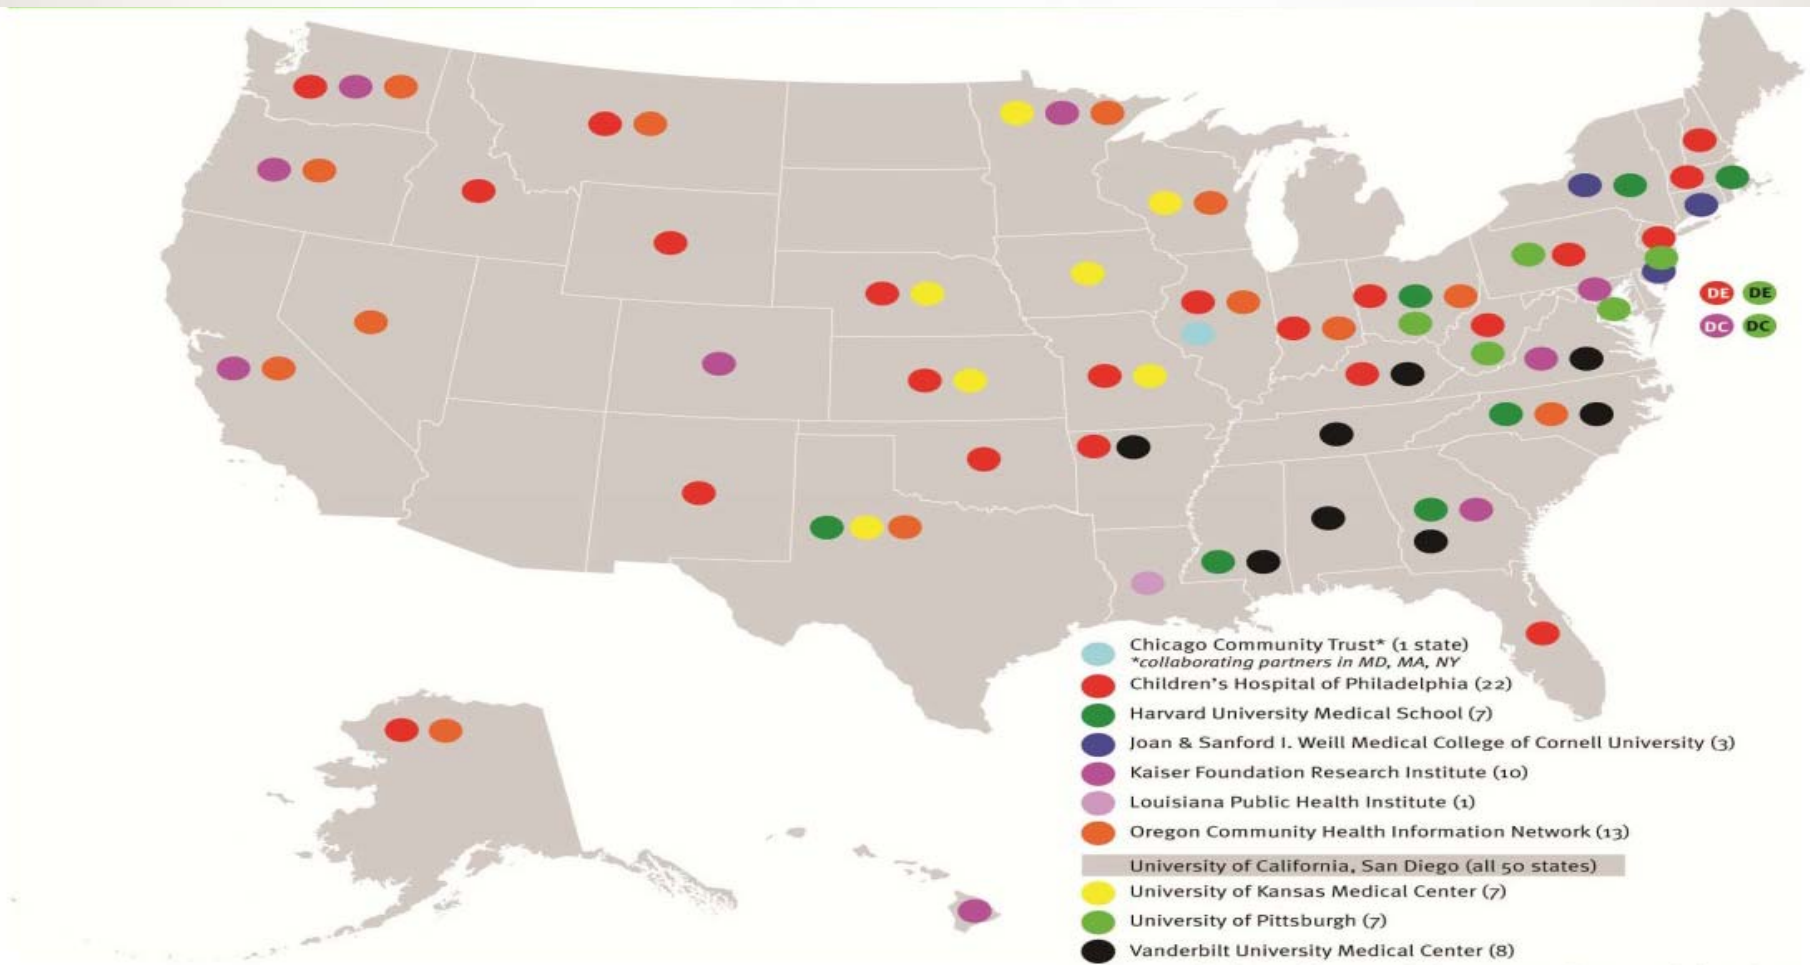 DE DE
DC DC
Chicago Community Trust* (1 state)
*collaborating partners in MD, MA, NY
Children's Hospital of Philadelphia (22)
Harvard University Medical School (7)
Joan & Sanford I. Weill Medical College of Cornell University (3)
Kaiser Foundation Research Institute (10)
Louisiana Public Health Institute (1)
Oregon Community Health Information Network (13)
University of California, San Diego (all 50 states)
University of Kansas Medical Center (7)
University of Pittsburgh (7)
Vanderbilt University Medical Center (8)